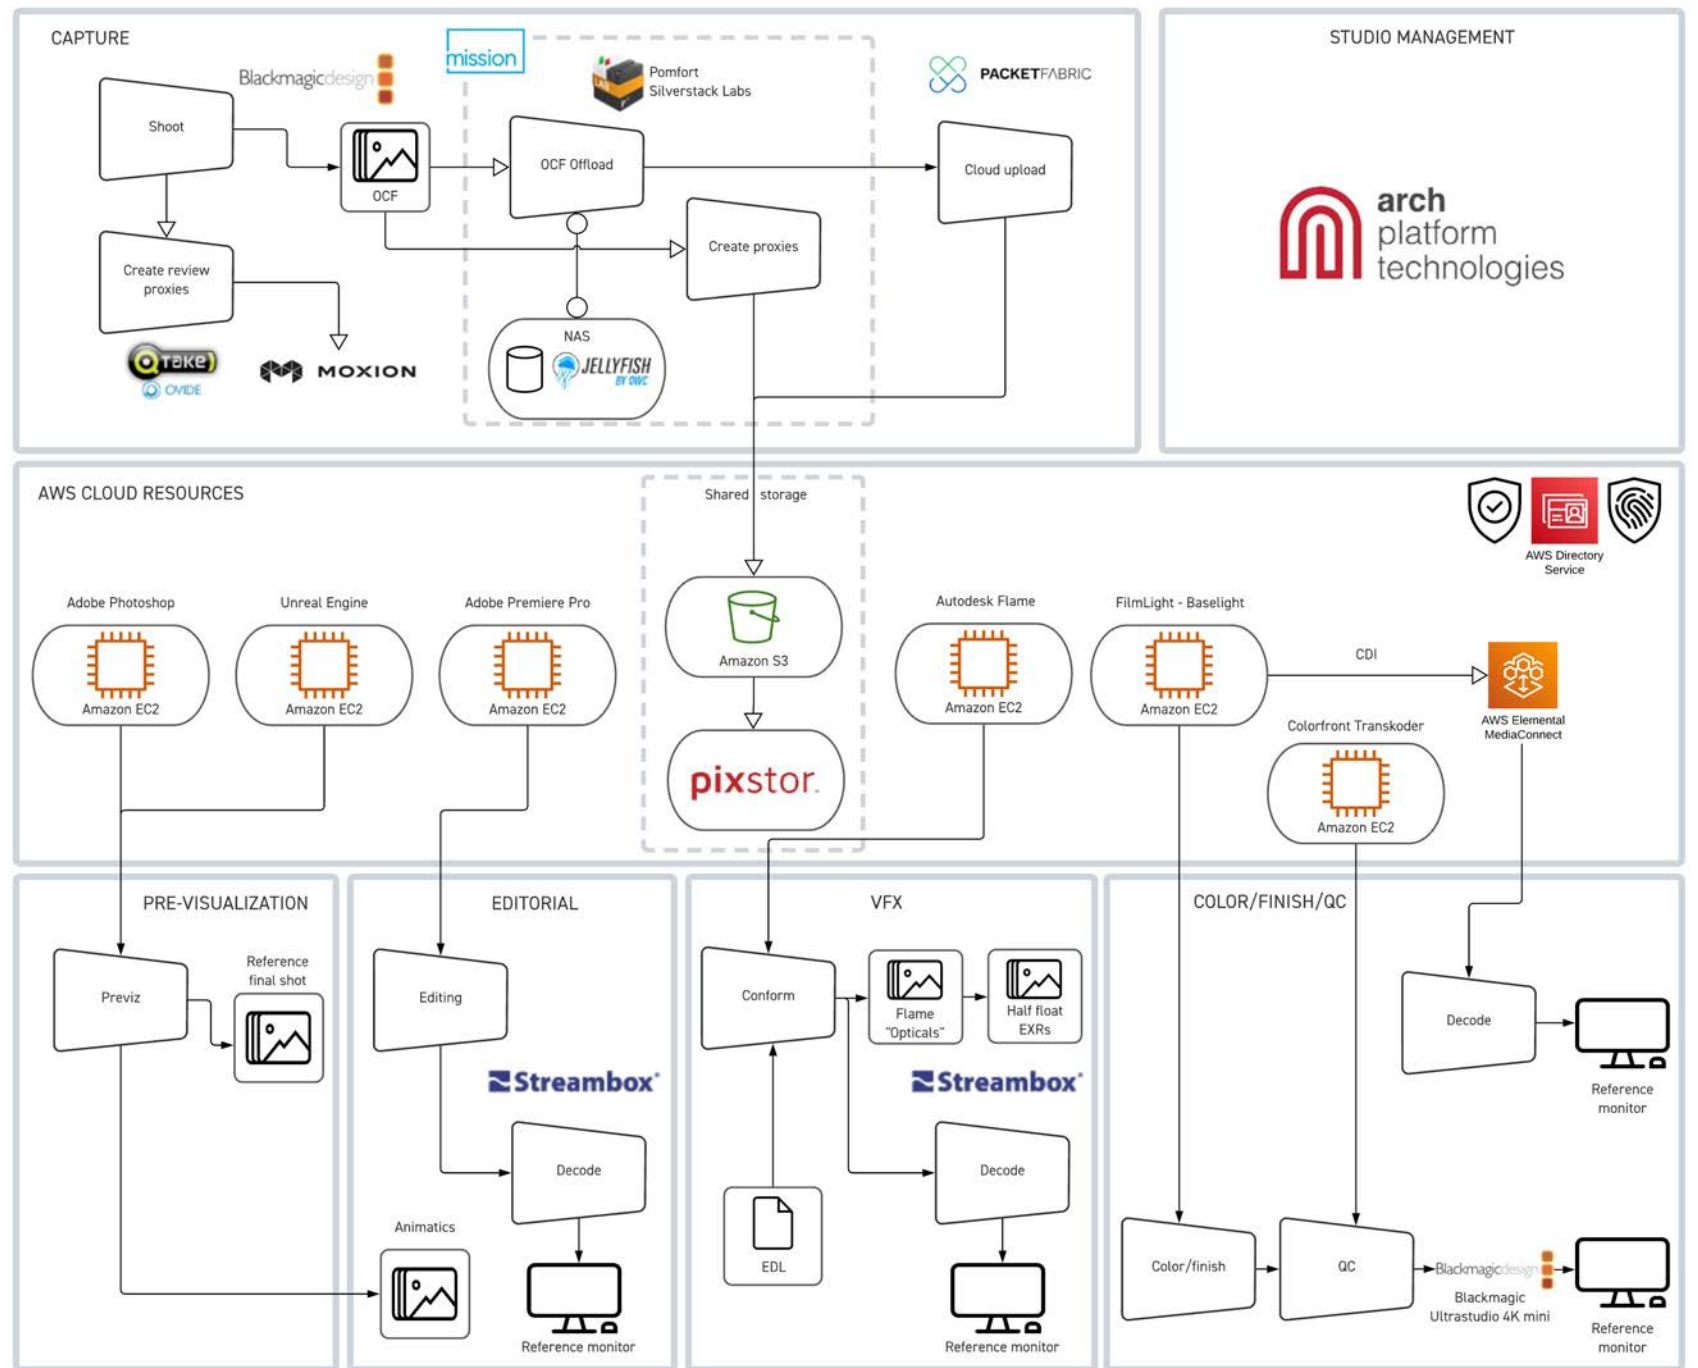 CAPTURE
Blackmagicdesign
mission
Pomfort
Silverstack Labs
PACKETFABRIC
STUDIO MANAGEMENT
Shoot
OCF
OCF Offload
Cloud upload
Create proxies
Create review
proxies
QTAKE
OVIDE
MOXION
NAS
JELLYFISH
BY OWC
arch
platform
technologies
AWS CLOUD RESOURCES
Shared storage
AWS Directory
Service
Adobe Photoshop
Amazon EC2
Unreal Engine
Amazon EC2
Adobe Premiere Pro
Amazon EC2
Amazon S3
pixstor.
Autodesk Flame
Amazon EC2
FilmLight - Baselight
Amazon EC2
CDI
AWS Elemental
MediaConnect
Colorfront Transkoder
Amazon EC2
PRE-VISUALIZATION
Previz
Reference
final shot
EDITORIAL
Editing
Streambox
Decode
Animatics
Reference monitor
VFX
Conform
Flame
"Opticals"
Half float
EXRs
Streambox
Decode
EDL
Reference monitor
COLOR/FINISH/QC
Decode
Reference
monitor
Color/finish
QC
Blackmagicdesign
Blackmagic
Ultrastudio 4K mini
Reference
monitor